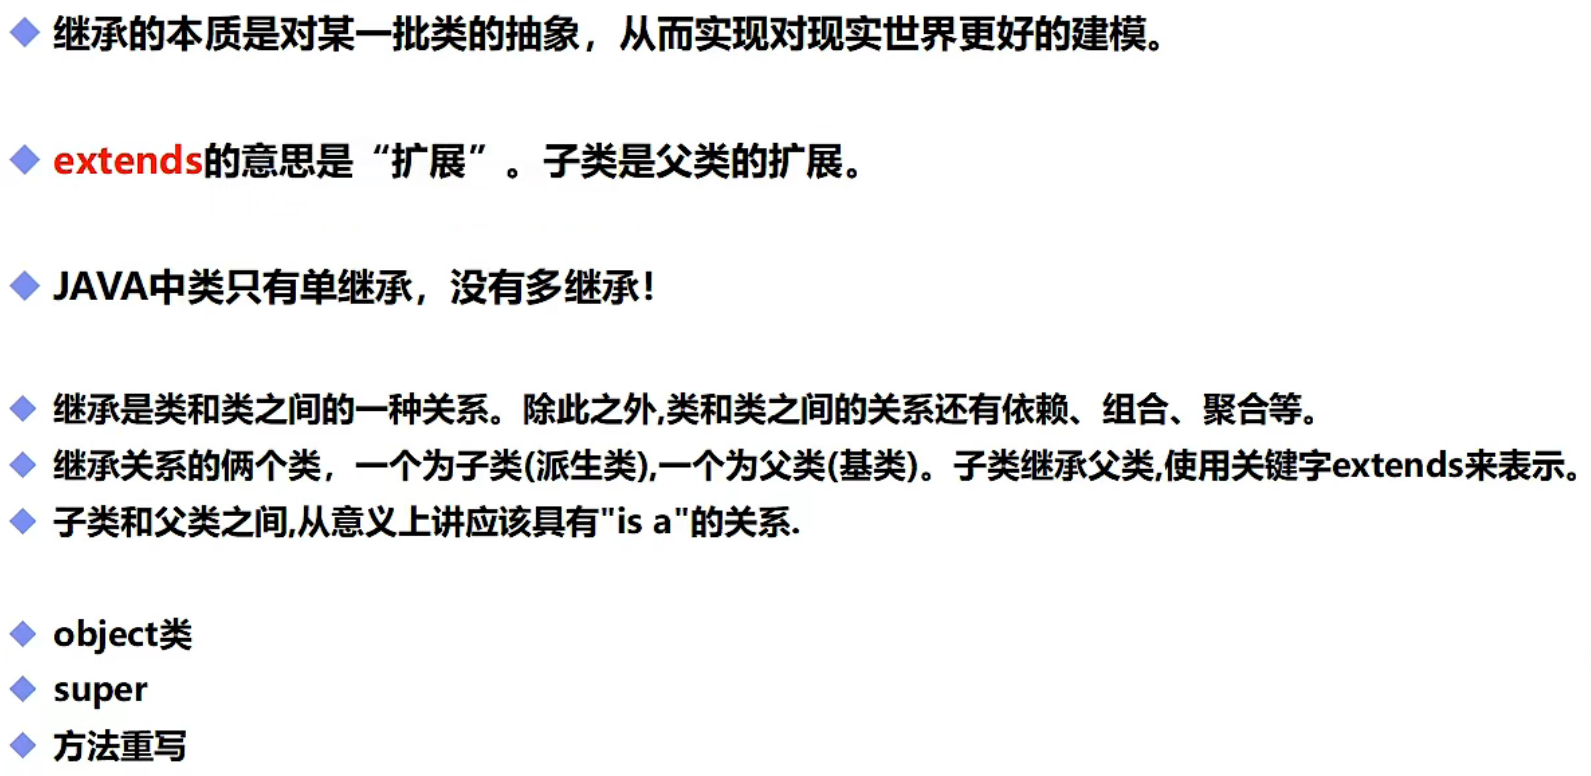 继承的本质是对某一批类的抽象，从而实现对现实世界更好的建模。
extends的意思是“扩展”。子类是父类的扩展。
JAVA中类只有单继承，没有多继承！
继承是类和类之间的一种关系。除此之外,类和类之间的关系还有依赖、组合、聚合等。
继承关系的俩个类，一个为子类(派生类),一个为父类(基类)。子类继承父类,使用关键字extends来表示。
子类和父类之间,从意义上讲应该具有"is a"的关系.
object类
super
方法重写